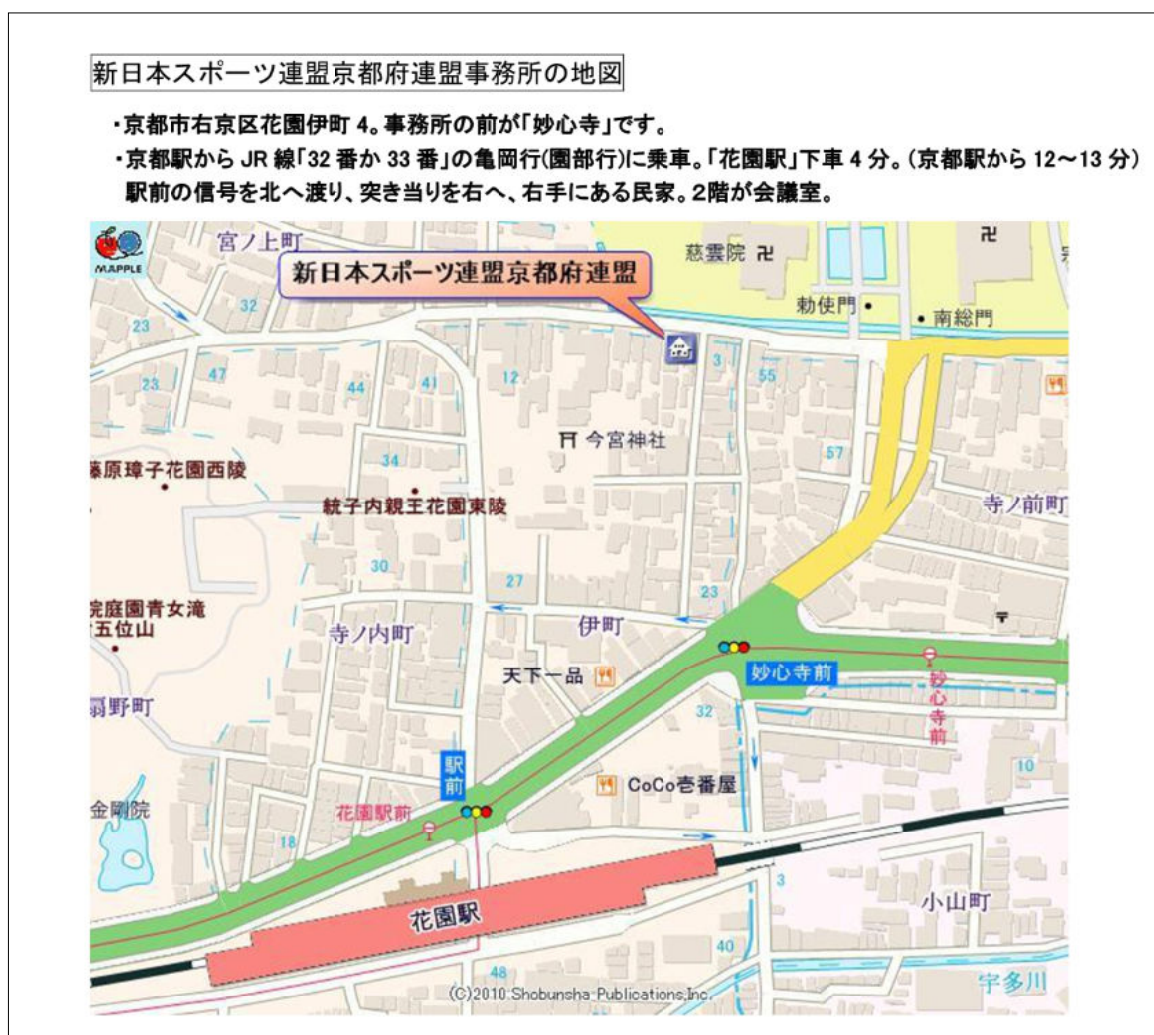 新日本スポーツ連盟京都府連盟事務所の地図
・京都市右京区花園伊町 4。事務所の前が「妙心寺」です。
・京都駅から JR 線「32 番か 33 番」の亀岡行(園部行)に乗車。「花園駅」下車 4 分。(京都駅から 12～13 分)
駅前の信号を北へ渡り、突き当りを右へ、右手にある民家。2階が会議室。
MAPPLE
宮ノ上町
新日本スポーツ連盟京都府連盟
慈雲院
勅使門
南総門
32
23
47
23
44
41
12
3
55
今宮神社
57
34
藤原璋子花園西陵
統子内親王花園東陵
寺ノ前町
30
27
23
院庭園青女滝
五位山
寺ノ内町
伊町
天下一品
妙心寺前
妙心寺前
扇野町
32
駅前
CoCo壱番屋
10
金剛院
花園駅前
18
花園駅
3
小山町
40
48
宇多川
(C)2010 Shobunsha Publications,Inc.